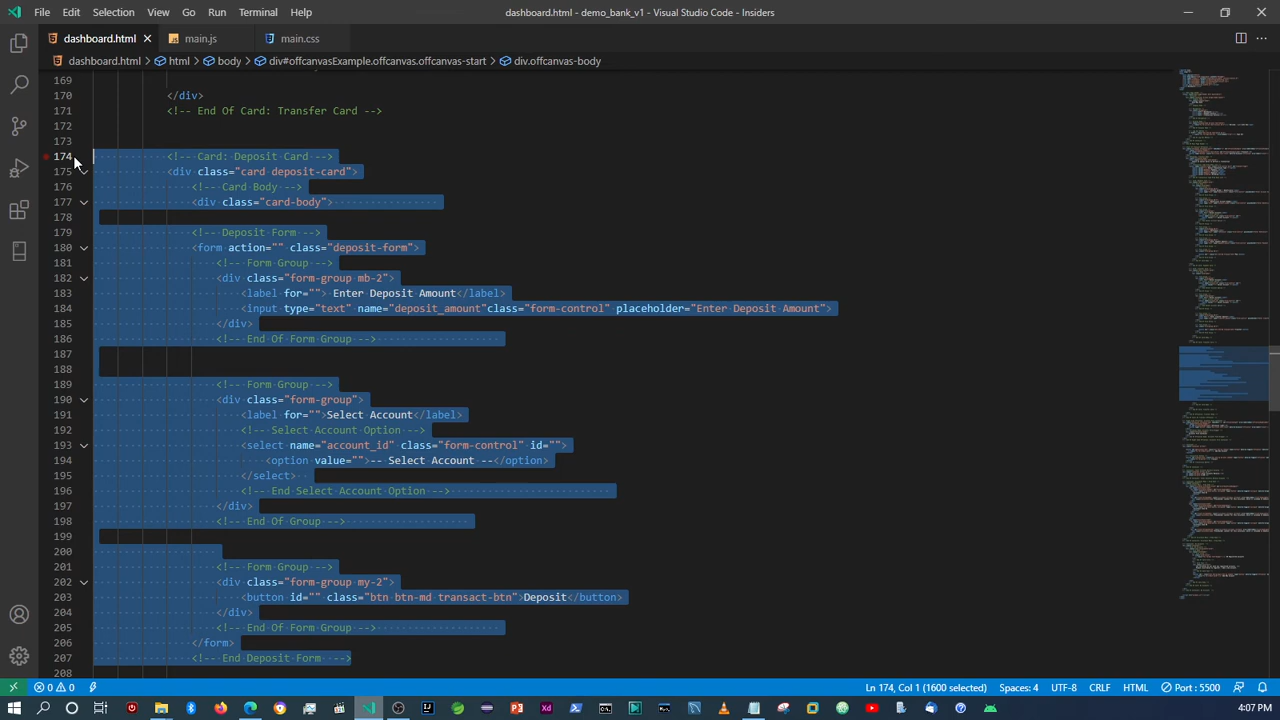 File Edit Selection View Go Run Terminal Help dashboard.html - demo_bank_v1 - Visual Studio Code - Insiders
dashboard.html main.js main.css
dashboard.html > html > body > div#offcanvasExample.offcanvas.offcanvas-start > div.offcanvas-body
169
170 </div>
171 <!-- End Of Card: Transfer Card -->
172
173
174 <!-- Card: Deposit Card -->
175 <div class="card deposit-card">
176 <!-- Card Body -->
177 <div class="card-body">
178
179 <!-- Deposit Form -->
180 <form action="" class="deposit-form">
181 <!-- Form Group -->
182 <div class="form-group mb-2">
183 <label for="">Enter Deposit Amount</label>
184 <input type="text" name="deposit_amount" class="form-control" placeholder="Enter Deposit Amount">
185 </div>
186 <!-- End Of Form Group -->
187
188
189 <!-- Form Group -->
190 <div class="form-group">
191 <label for="">Select Account</label>
192 <!-- Select Account Option -->
193 <select name="account_id" class="form-control" id="">
194 <option value="">-- Select Account --</option>
195 </select>
196 <!-- End Select Account Option -->
197 </div>
198 <!-- End Of Group -->
199
200
201 <!-- Form Group -->
202 <div class="form-group my-2">
203 <button id="" class="btn btn-md transact-btn">Deposit</button>
204 </div>
205 <!-- End Of Form Group -->
206 </form>
207 <!-- End Deposit Form -->
208
0 0 Ln 174, Col 1 (1600 selected) Spaces: 4 UTF-8 CRLF HTML Port : 5500
4:07 PM